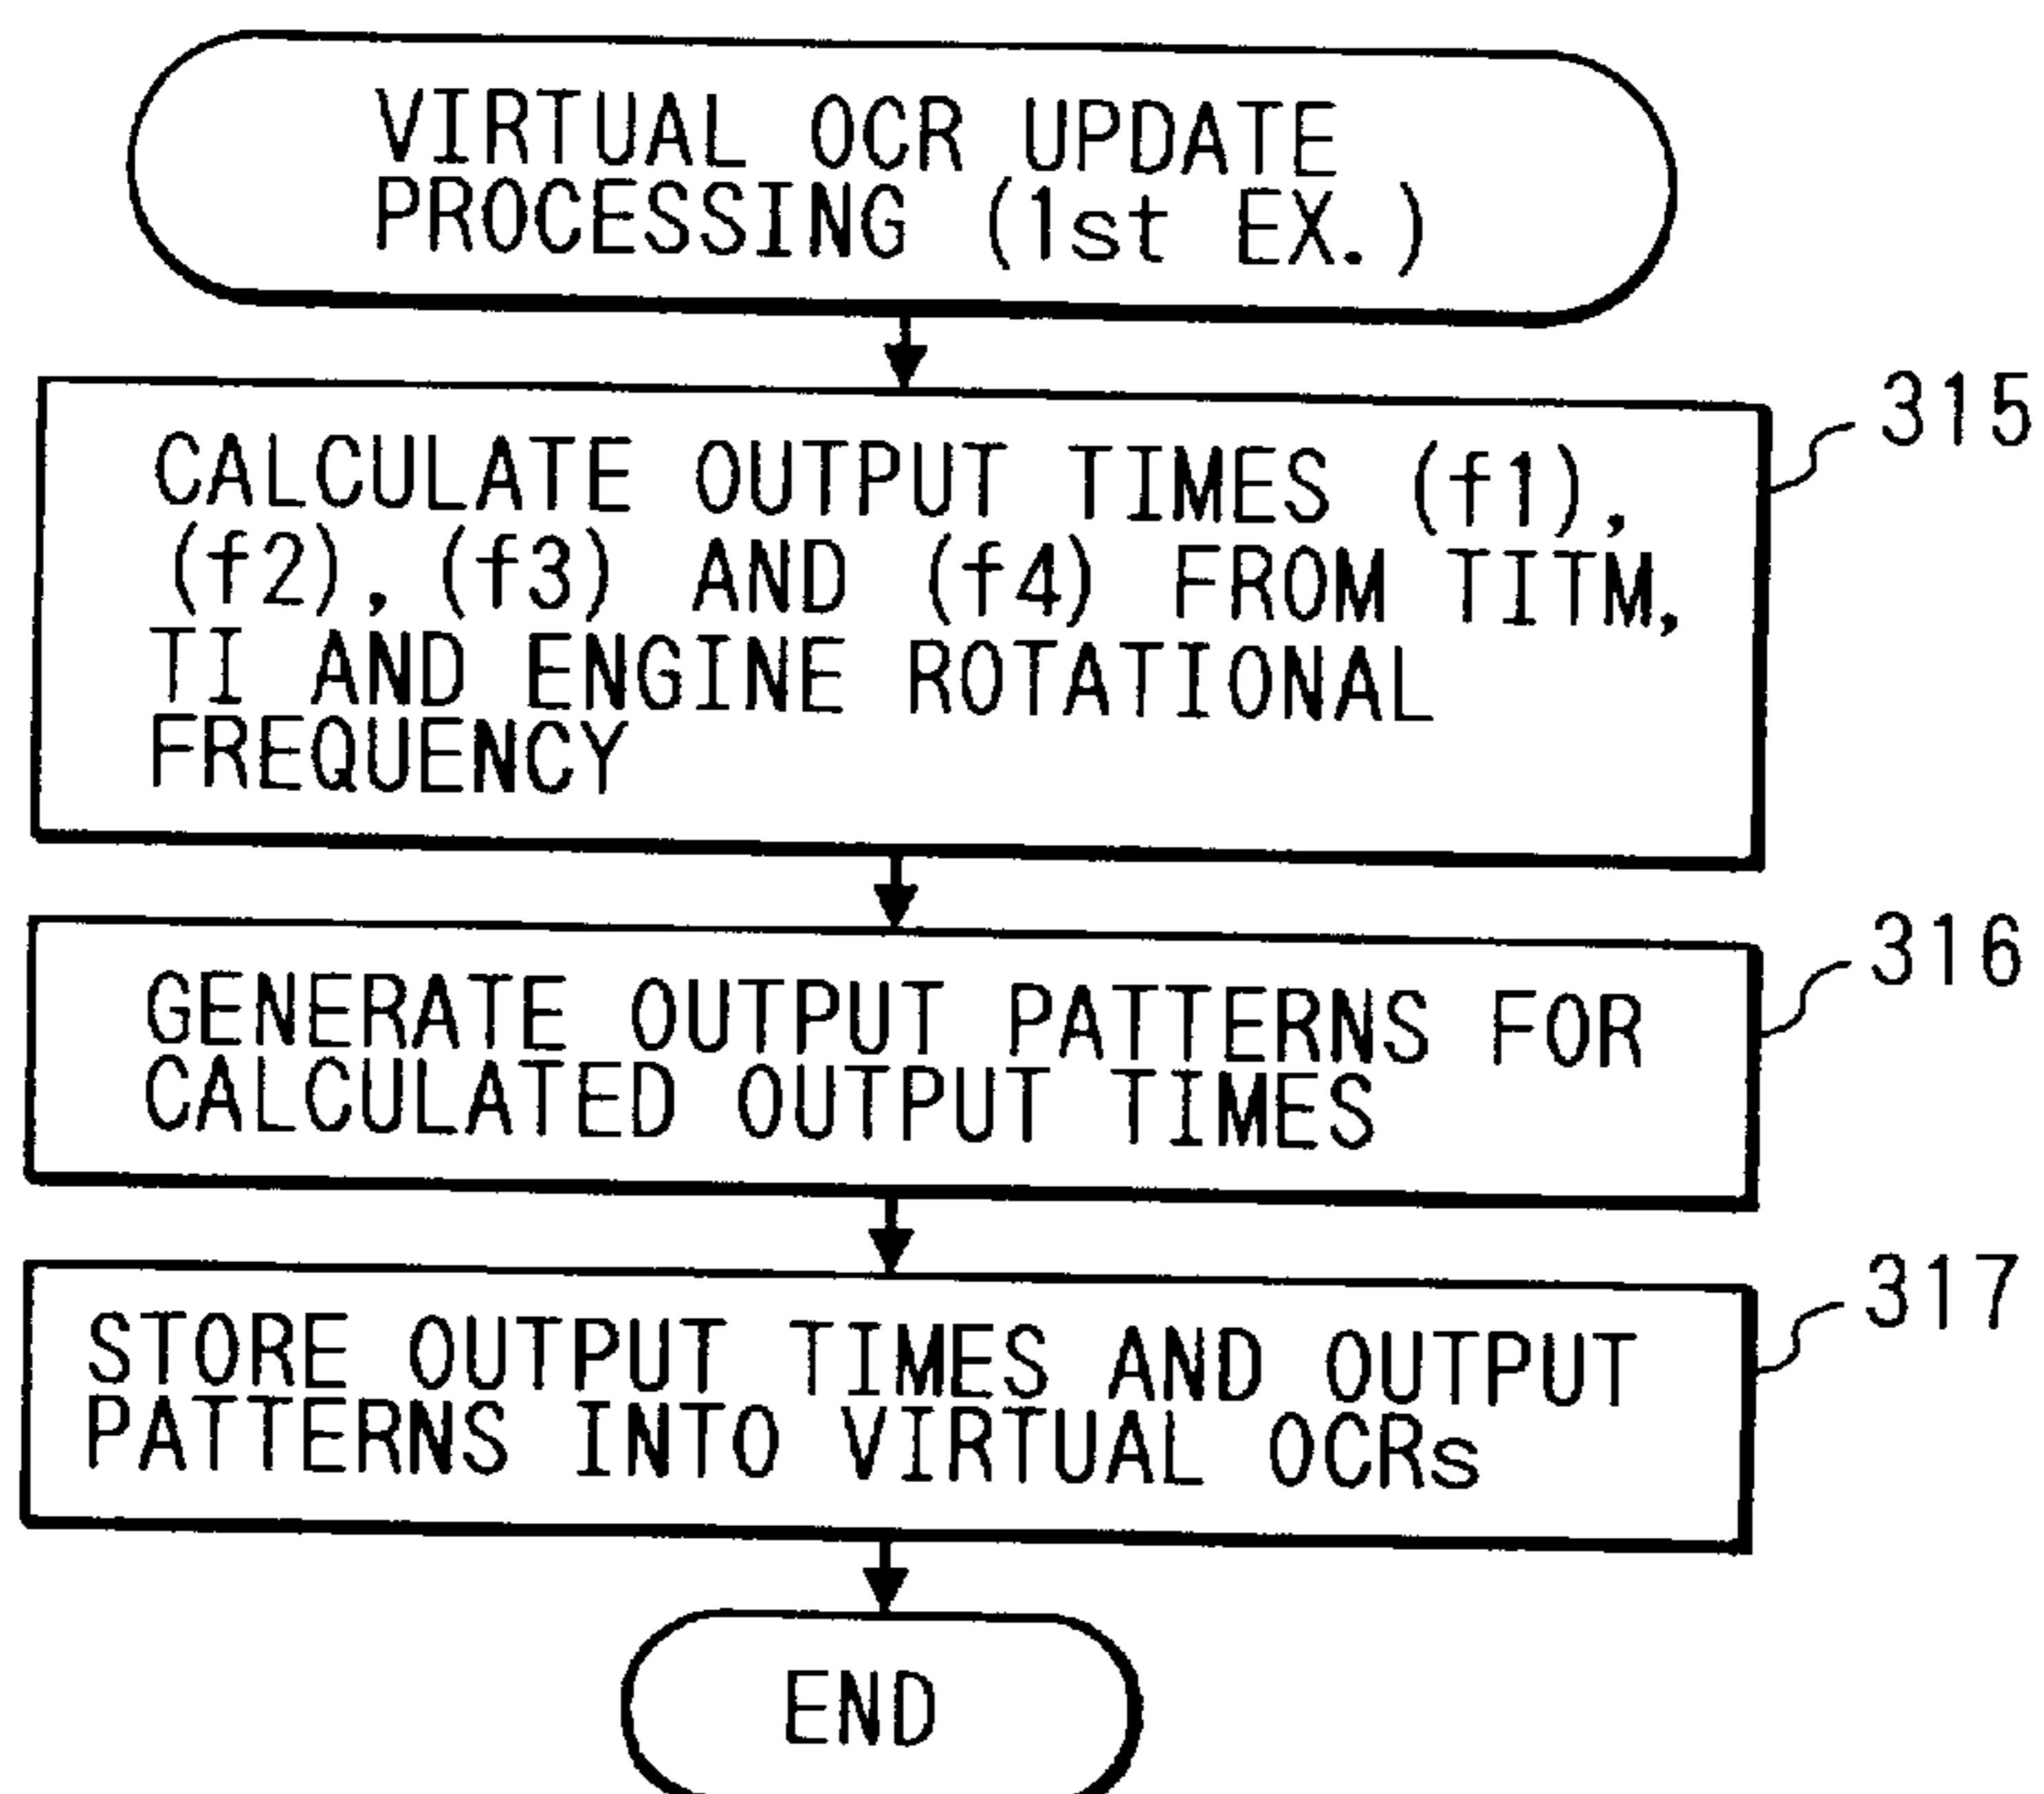 VIRTUAL OCR UPDATE
PROCESSING (1st EX.)
315
CALCULATE OUTPUT TIMES (f1),
(f2), (f3) AND (f4) FROM TITM,
TI AND ENGINE ROTATIONAL
FREQUENCY
316
GENERATE OUTPUT PATTERNS FOR
CALCULATED OUTPUT TIMES
317
STORE OUTPUT TIMES AND OUTPUT
PATTERNS INTO VIRTUAL OCRs
END